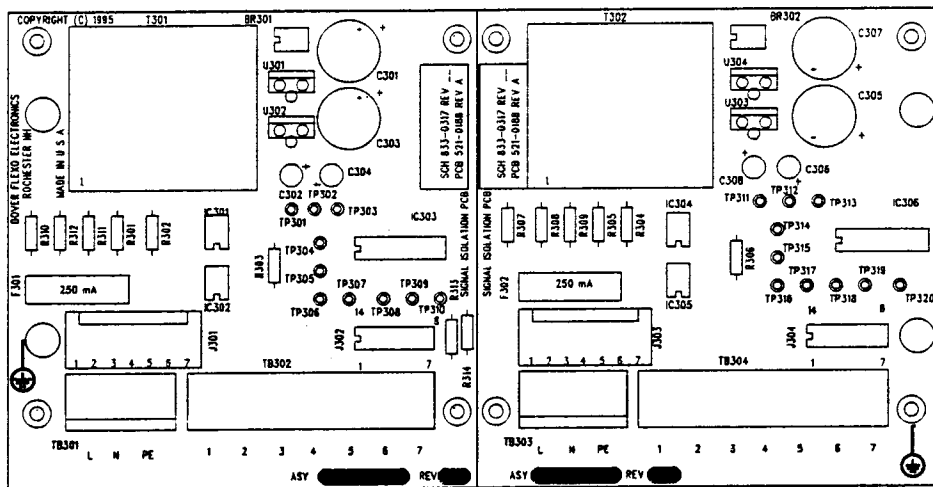 COPYRIGHT (C) 1995
T301
BR301
C301
U301
U302
C303
C302
C304
TP302
TP301
TP303
DOVER FLEXO ELECTRONICS
ROCHESTER NH
MADE IN U S A
1
SCH 833-0317 REV --
PCB 521-0188 REV A
SIGNAL ISOLATION PCB
R310
R312
R311
R301
R302
IC301
IC302
R303
TP304
TP305
IC303
TP306
TP307
TP308
TP309
TP310
14
8
R313
R314
F301
250 mA
J301
1 2 3 4 5 6 7
J302
1 7
TB302
TB301
L N PE
1 2 3 4 5 6 7
ASY
REV
T302
BR302
C307
U304
U303
C305
C308
C306
TP311
TP312
TP313
SCH 833-0317 REV --
PCB 521-0188 REV A
SIGNAL ISOLATION PCB
1
R307
R308
R309
R305
R304
IC304
IC305
R306
TP314
TP315
IC306
TP316
TP317
TP318
TP319
TP320
14
8
F302
250 mA
J303
1 2 3 4 5 6 7
J304
1 7
TB304
TB303
L N PE
1 2 3 4 5 6 7
ASY
REV